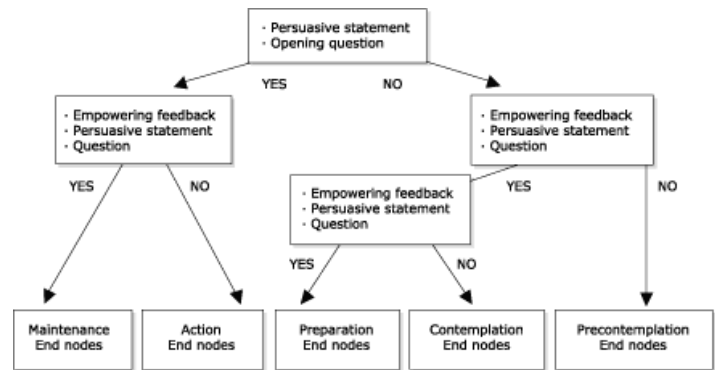 · Persuasive statement
· Opening question
YES
NO
· Empowering feedback
· Persuasive statement
· Question
· Empowering feedback
· Persuasive statement
· Question
YES
NO
· Empowering feedback
· Persuasive statement
· Question
YES
NO
YES
NO
Maintenance
End nodes
Action
End nodes
Preparation
End nodes
Contemplation
End nodes
Precontemplation
End nodes